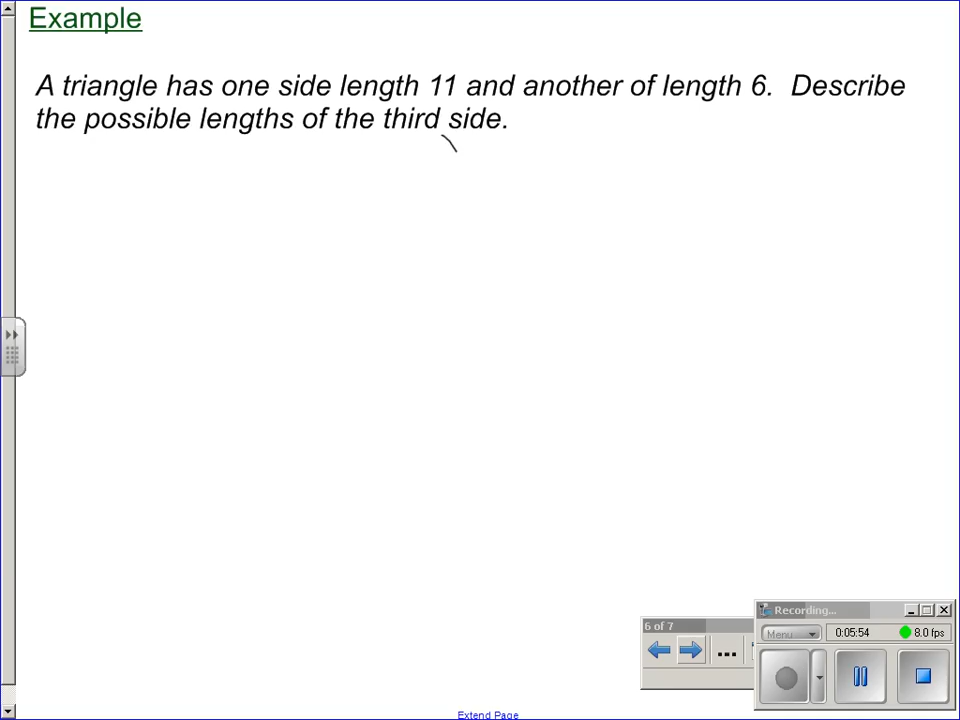 Example
A triangle has one side length 11 and another of length 6. Describe
the possible lengths of the third side.
6 of 7
...
Recording...
Menu
0:05:54
8.0 fps
Extend Page